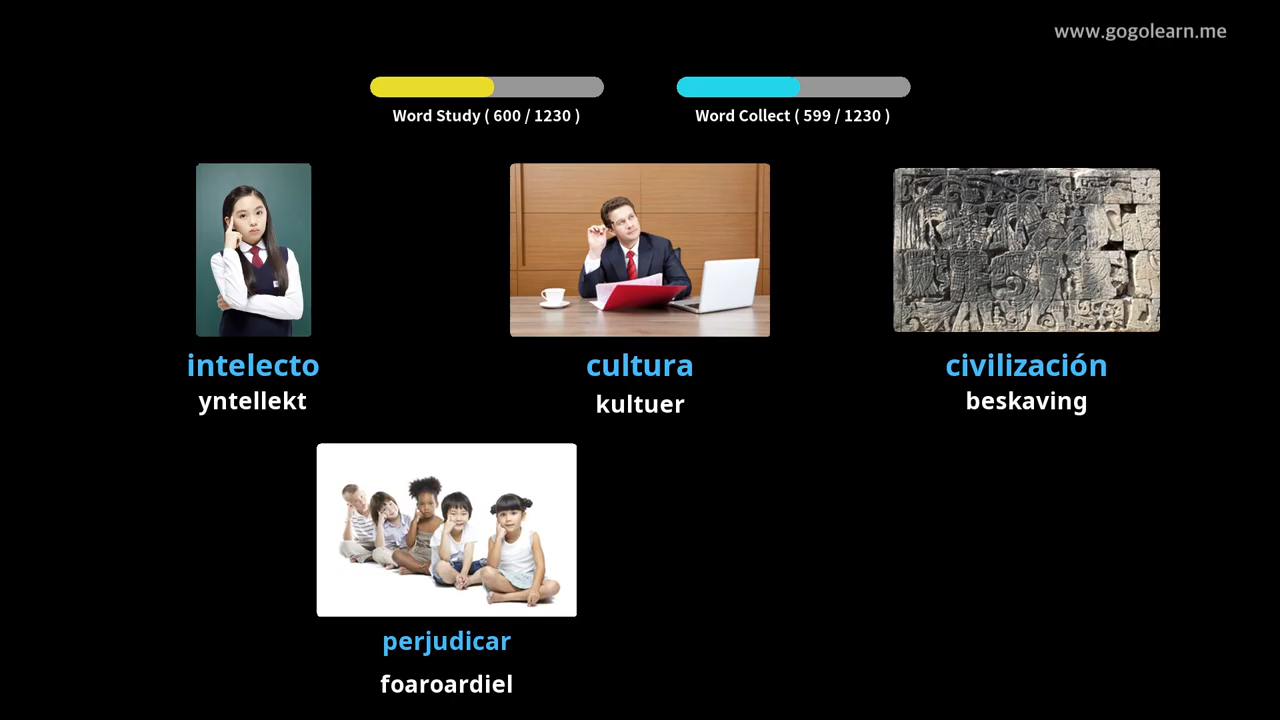 www.gogolearn.me
Word Study ( 600 / 1230 )
Word Collect ( 599 / 1230 )
intelecto
yntellekt
cultura
kultuer
civilización
beskaving
perjudicar
foaroardiel